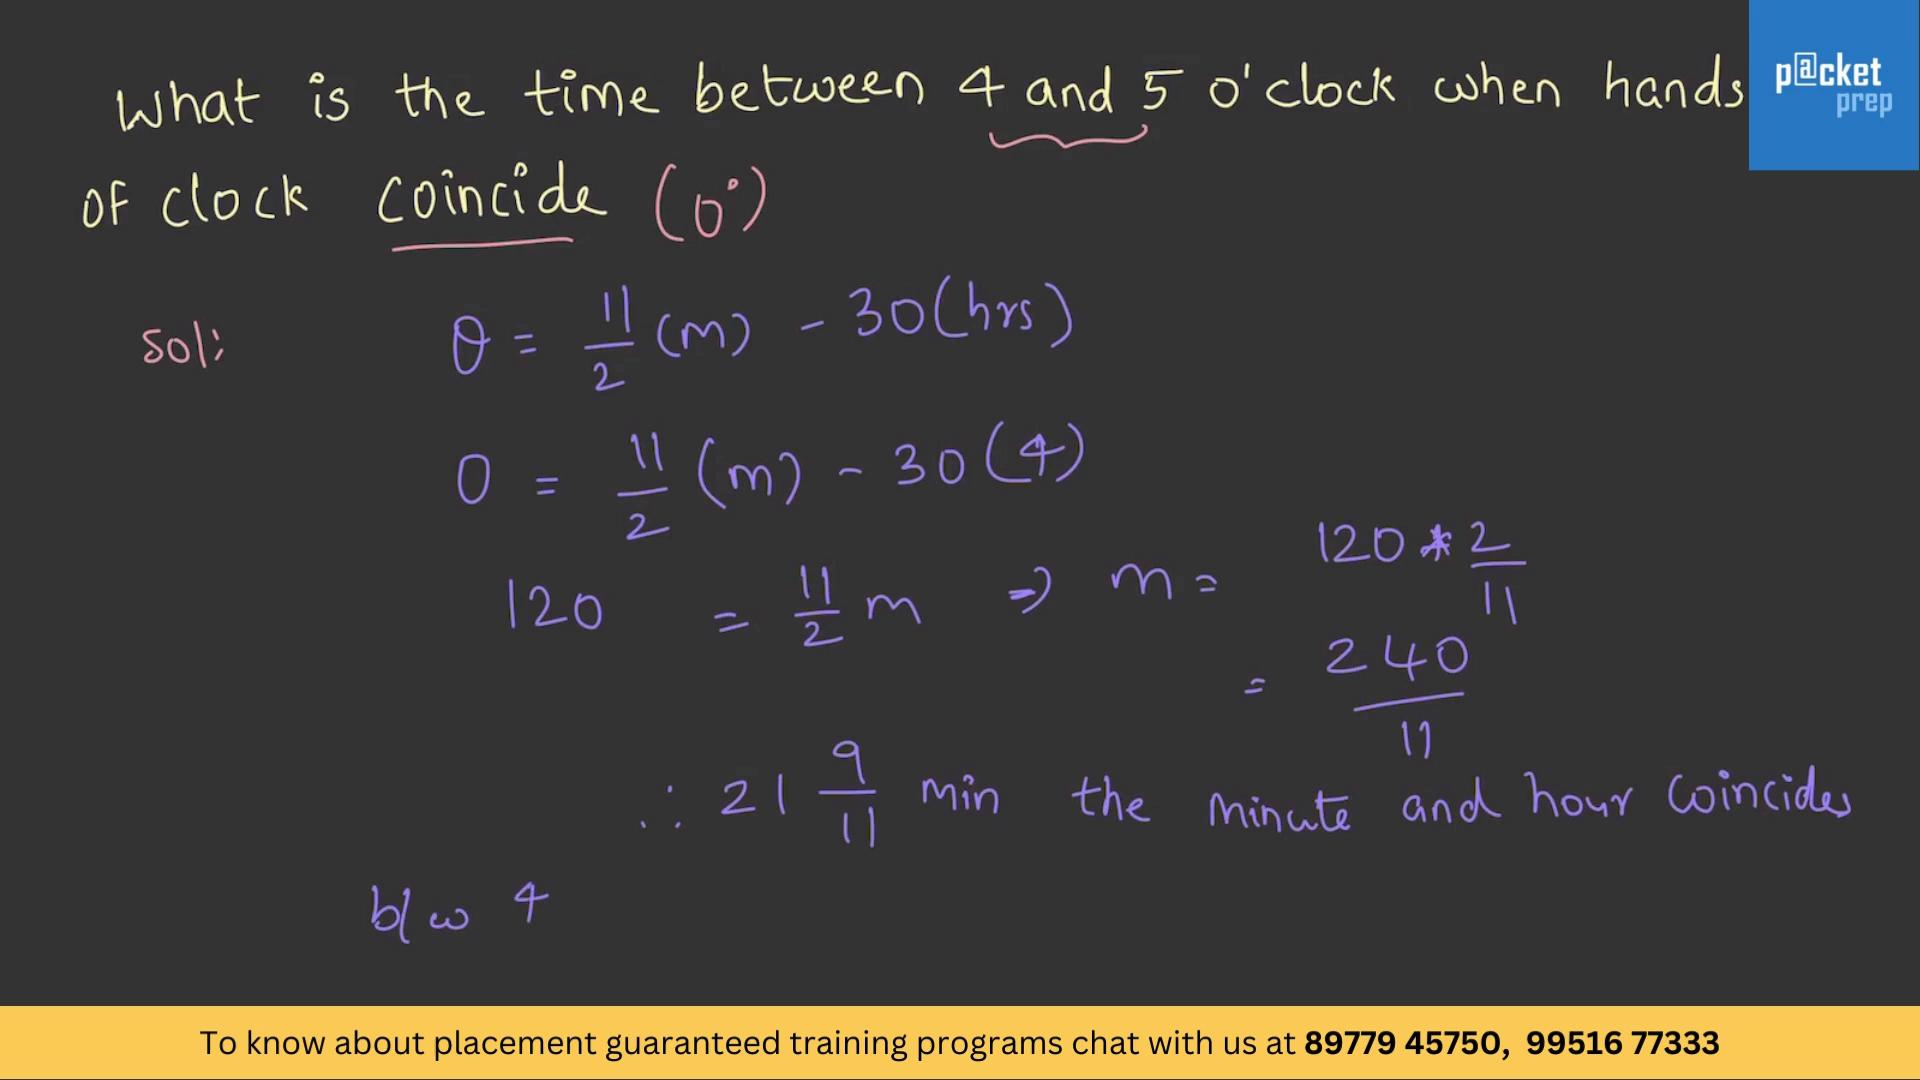 What is the time between 4 and 5 o'clock when hands
of clock coincide (0°)
p@cket
prep
Sol:
θ = 11/2 (m) - 30(hrs)
0 = 11/2 (m) - 30(4)
120 = 11/2 m ⇒ m = 120 * 2/11
= 240/11
∴ 21 9/11 min the minute and hour coincides
b/w 4
To know about placement guaranteed training programs chat with us at 89779 45750, 99516 77333